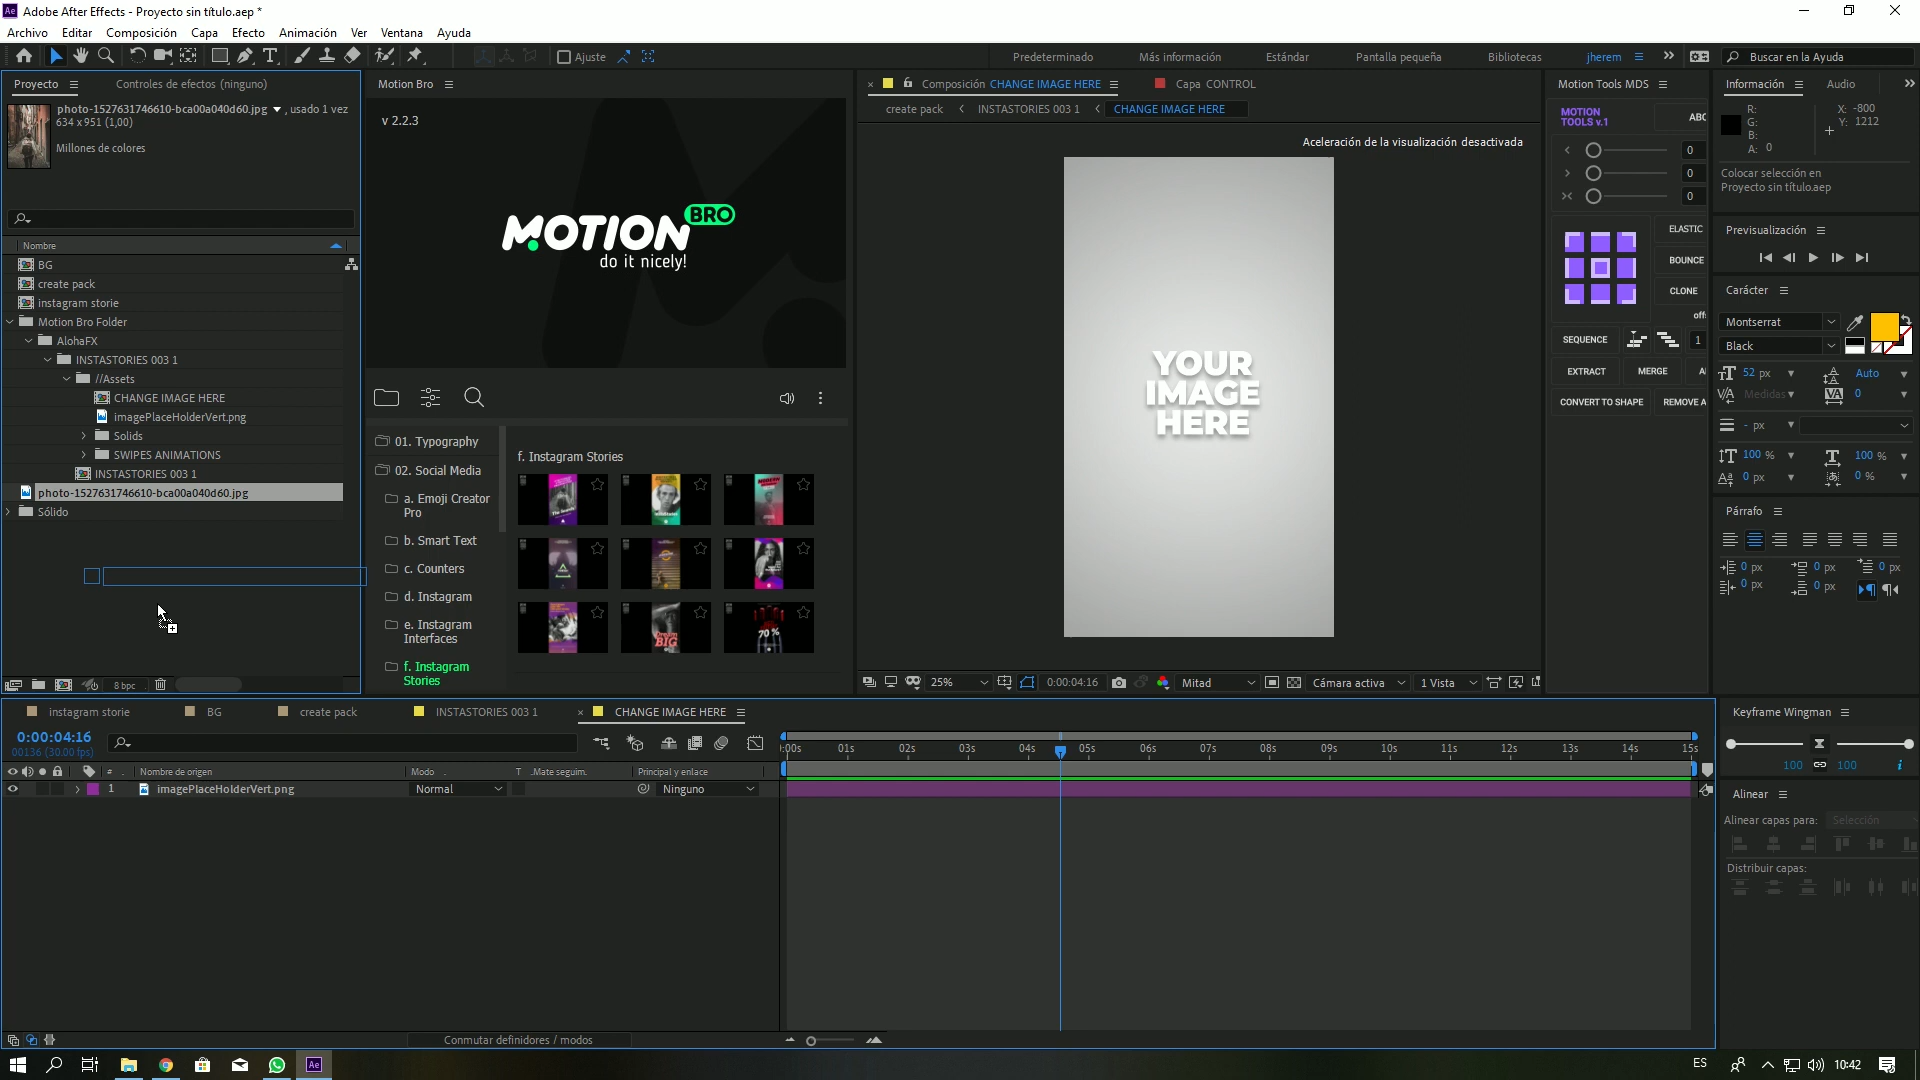 Adobe After Effects - Proyecto sin título.aep *
Archivo Editar Composición Capa Efecto Animación Ver Ventana Ayuda
Ajuste
Predeterminado Más información Estándar Pantalla pequeña Bibliotecas jherem Buscar en la Ayuda
Proyecto Controles de efectos (ninguno)
photo-1527631746610-bca00a040d60.jpg , usado 1 vez
634 x 951 (1,00)
Millones de colores
Nombre
BG
create pack
instagram storie
Motion Bro Folder
AlohaFX
INSTASTORIES 003 1
//Assets
CHANGE IMAGE HERE
imagePlaceHolderVert.png
Solids
SWIPES ANIMATIONS
INSTASTORIES 003 1
photo-1527631746610-bca00a040d60.jpg
Sólido
8 bpc
Motion Bro
v 2.2.3
MOTION BRO
do it nicely!
01. Typography
02. Social Media
a. Emoji Creator
Pro
b. Smart Text
c. Counters
d. Instagram
e. Instagram
Interfaces
f. Instagram
Stories
f. Instagram Stories
Dream
BIG
70 %
Composición CHANGE IMAGE HERE Capa CONTROL
create pack INSTASTORIES 003 1 CHANGE IMAGE HERE
Aceleración de la visualización desactivada
YOUR
IMAGE
HERE
25% 0:00:04:16 Mitad Cámara activa 1 Vista
Motion Tools MDS
MOTION
TOOLS v.1
ABC
0
0
0
ELASTIC
BOUNCE
CLONE
off
SEQUENCE 1
EXTRACT MERGE A
CONVERT TO SHAPE REMOVE A
Información Audio
R:
G:
B:
A: 0
X: -800
Y: 1212
Colocar selección en
Proyecto sin título.aep
Previsualización
Carácter
Montserrat
Black
52 px Auto
Medidas 0
- px
100 % 100 %
0 px 0 %
Párrafo
0 px 0 px 0 px
0 px 0 px
instagram storie BG create pack INSTASTORIES 003 1 CHANGE IMAGE HERE
0:00:04:16
00136 (30.00 fps)
# Nombre de origen Modo T .Mate seguim. Principal y enlace
1 imagePlaceHolderVert.png Normal Ninguno
:00s 01s 02s 03s 04s 05s 06s 07s 08s 09s 10s 11s 12s 13s 14s 15s
Conmutar definidores / modos
Keyframe Wingman
100 100
Alinear
Alinear capas para: Selección
Distribuir capas:
ES 10:42